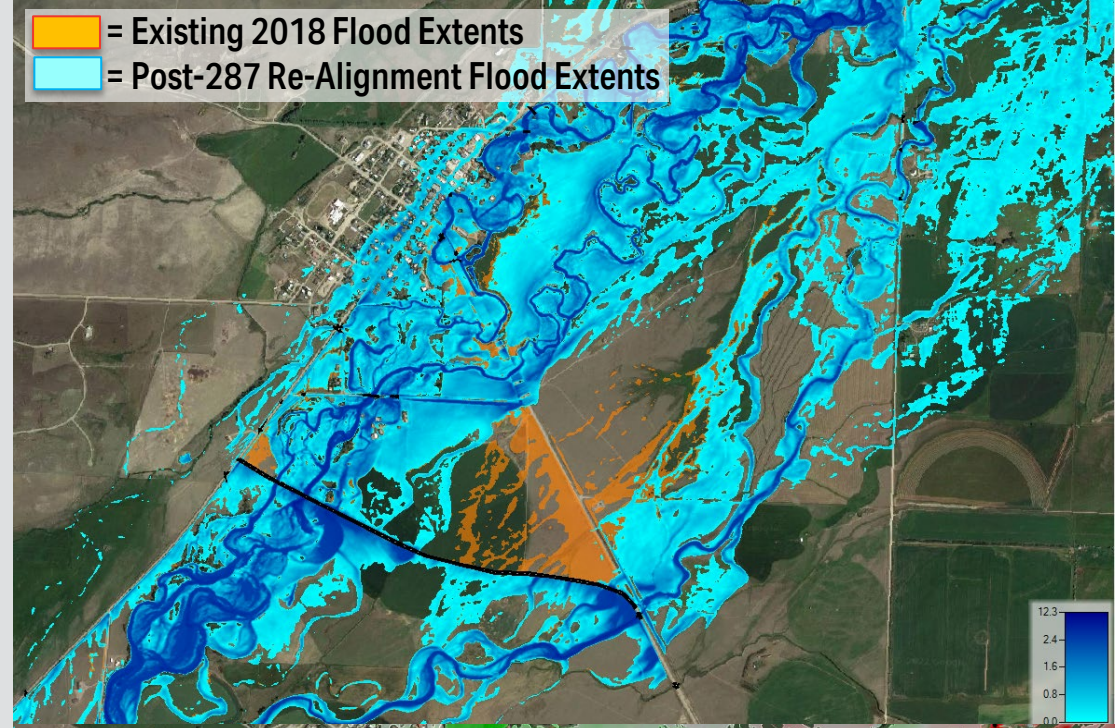 = Existing 2018 Flood Extents
= Post-287 Re-Alignment Flood Extents
12.3
2.4
1.6
0.8
0.0